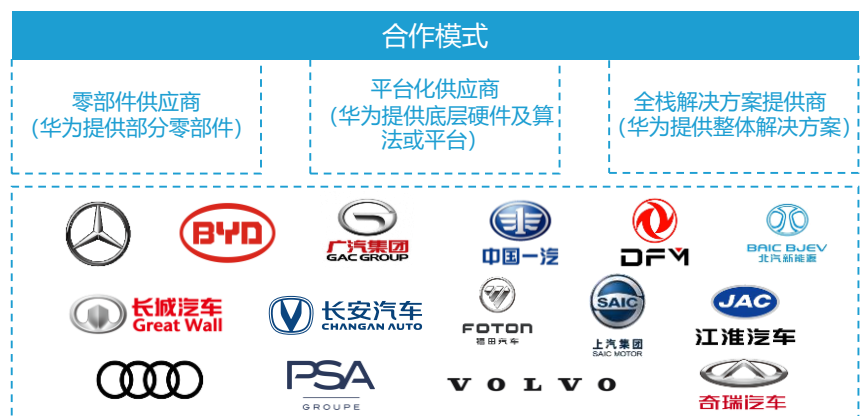 合作模式
零部件供应商
（华为提供部分零部件）
平台化供应商
（华为提供底层硬件及算
法或平台）
全栈解决方案提供商
（华为提供整体解决方案）
BYD
广汽集团
GAC GROUP
中国一汽
DFM
BAIC BJEV
北汽新能源
长城汽车
Great Wall
长安汽车
CHANGAN AUTO
FOTON
福田汽车
SAIC
上汽集团
SAIC MOTOR
JAC
江淮汽车
PSA
GROUPE
VOLVO
奇瑞汽车